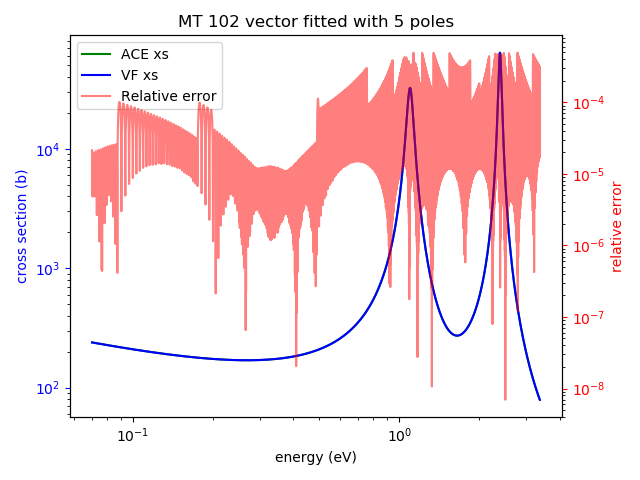 MT 102 vector fitted with 5 poles
ACE xs
VF xs
Relative error
cross section (b)
10⁴
10³
10²
relative error
10⁻⁴
10⁻⁵
10⁻⁶
10⁻⁷
10⁻⁸
10⁻¹
10⁰
energy (eV)